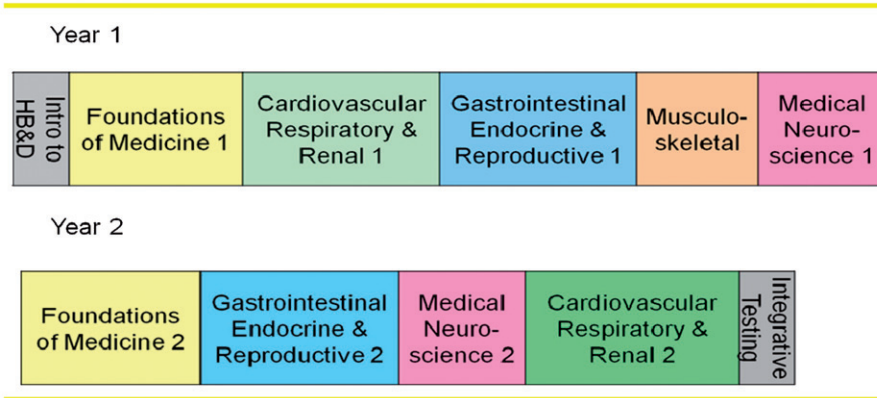 Year 1
Intro to
HB&D
Foundations
of Medicine 1
Cardiovascular
Respiratory &
Renal 1
Gastrointestinal
Endocrine &
Reproductive 1
Musculo-
skeletal
Medical
Neuro-
science 1
Year 2
Foundations
of Medicine 2
Gastrointestinal
Endocrine &
Reproductive 2
Medical
Neuro-
science 2
Cardiovascular
Respiratory &
Renal 2
Integrative
Testing